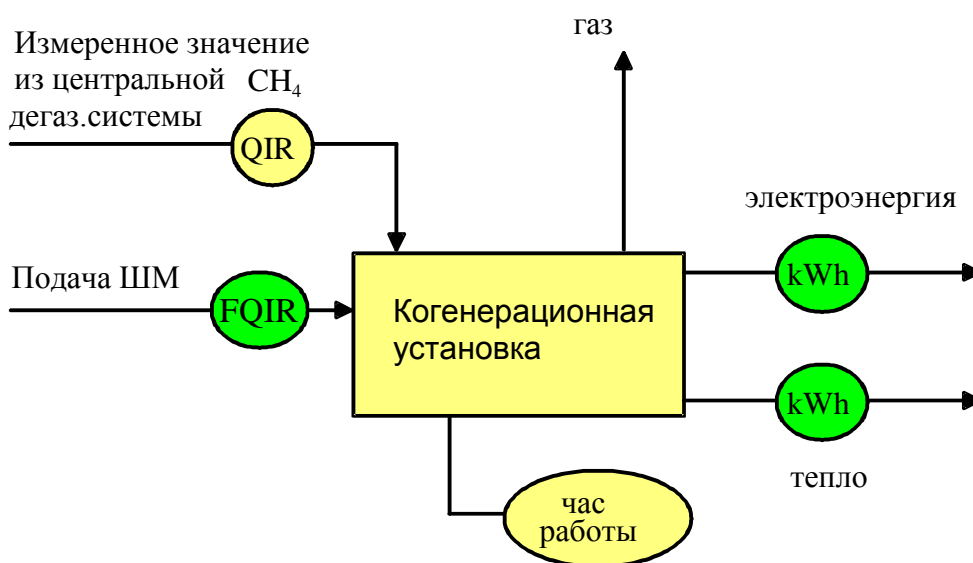 газ
Измеренное значение
из центральной CH₄
дегаз.системы
QIR
электроэнергия
kWh
Подача ШМ
FQIR
Когенерационная
установка
kWh
тепло
час
работы